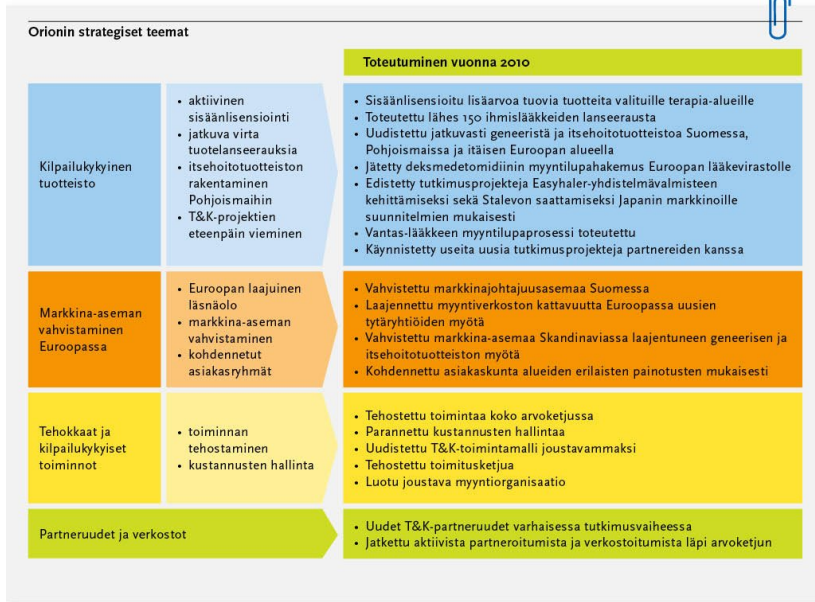 Orionin strategiset teemat
Toteutuminen vuonna 2010
Kilpailukykyinen
tuotteisto
• aktiivinen
sisäänlisensiointi
• jatkuva virta
tuotelanseerauksia
• itsehoitotuotteiston
rakentaminen
Pohjoismaihin
• T&K-projektien
eteenpäin vieminen
• Sisäänlisensioitu lisäarvoa tuovia tuotteita valituille terapia-alueille
• Toteutettu lähes 150 ihmislääkkeiden lanseerausta
• Uudistettu jatkuvasti geneeristä ja itsehoitotuotteistoa Suomessa,
Pohjoismaissa ja itäisen Euroopan alueella
• Jätetty deksmedetomidiinin myyntilupahakemus Euroopan lääkevirastolle
• Edistetty tutkimusprojekteja Easyhaler-yhdistelmävalmisteen
kehittämiseksi sekä Stalevon saattamiseksi Japanin markkinoille
suunnitelmien mukaisesti
• Vantas-lääkkeen myyntilupaprosessi toteutettu
• Käynnistetty useita uusia tutkimusprojekteja partnereiden kanssa
Markkina-aseman
vahvistaminen
Euroopassa
• Euroopan laajuinen
läsnäolo
• markkina-aseman
vahvistaminen
• kohdennetut
asiakasryhmät
• Vahvistettu markkinajohtajuusasemaa Suomessa
• Laajennettu myyntiverkoston kattavuutta Euroopassa uusien
tytäryhtiöiden myötä
• Vahvistettu markkina-asemaa Skandinaviassa laajentuneen geneerisen ja
itsehoitotuotteiston myötä
• Kohdennettu asiakaskunta alueiden erilaisten painotusten mukaisesti
Tehokkaat ja
kilpailukykyiset
toiminnot
• toiminnan
tehostaminen
• kustannusten hallinta
• Tehostettu toimintaa koko arvoketjussa
• Parannettu kustannusten hallintaa
• Uudistettu T&K-toimintamalli joustavammaksi
• Tehostettu toimitusketjua
• Luotu joustava myyntiorganisaatio
Partneruudet ja verkostot
• Uudet T&K-partneruudet varhaisessa tutkimusvaiheessa
• Jatkettu aktiivista partneroitumista ja verkostoitumista läpi arvoketjun